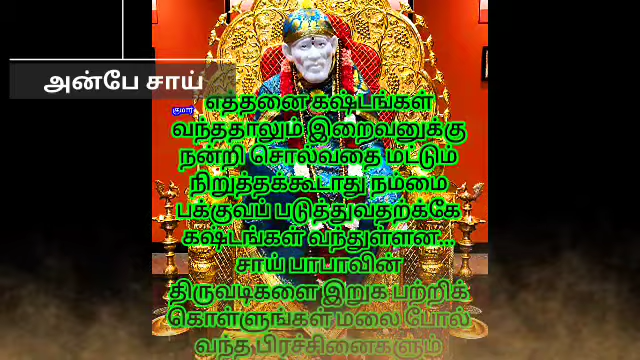 அன்பே சாய்
குமார்
எத்தனை கஷ்டங்கள்
வந்ததாலும் இறைவனுக்கு
நன்றி சொல்வதை மட்டும்
நிறுத்தக்கூடாது நம்மை
பக்குவப் படுத்துவதற்க்கே
கஷ்டங்கள் வந்துள்ளன...
சாய் பாபாவின்
திருவடிகளை இறுக பற்றிக்
கொள்ளுங்கள் மலை போல்
வந்த பிரச்சினைகளும்